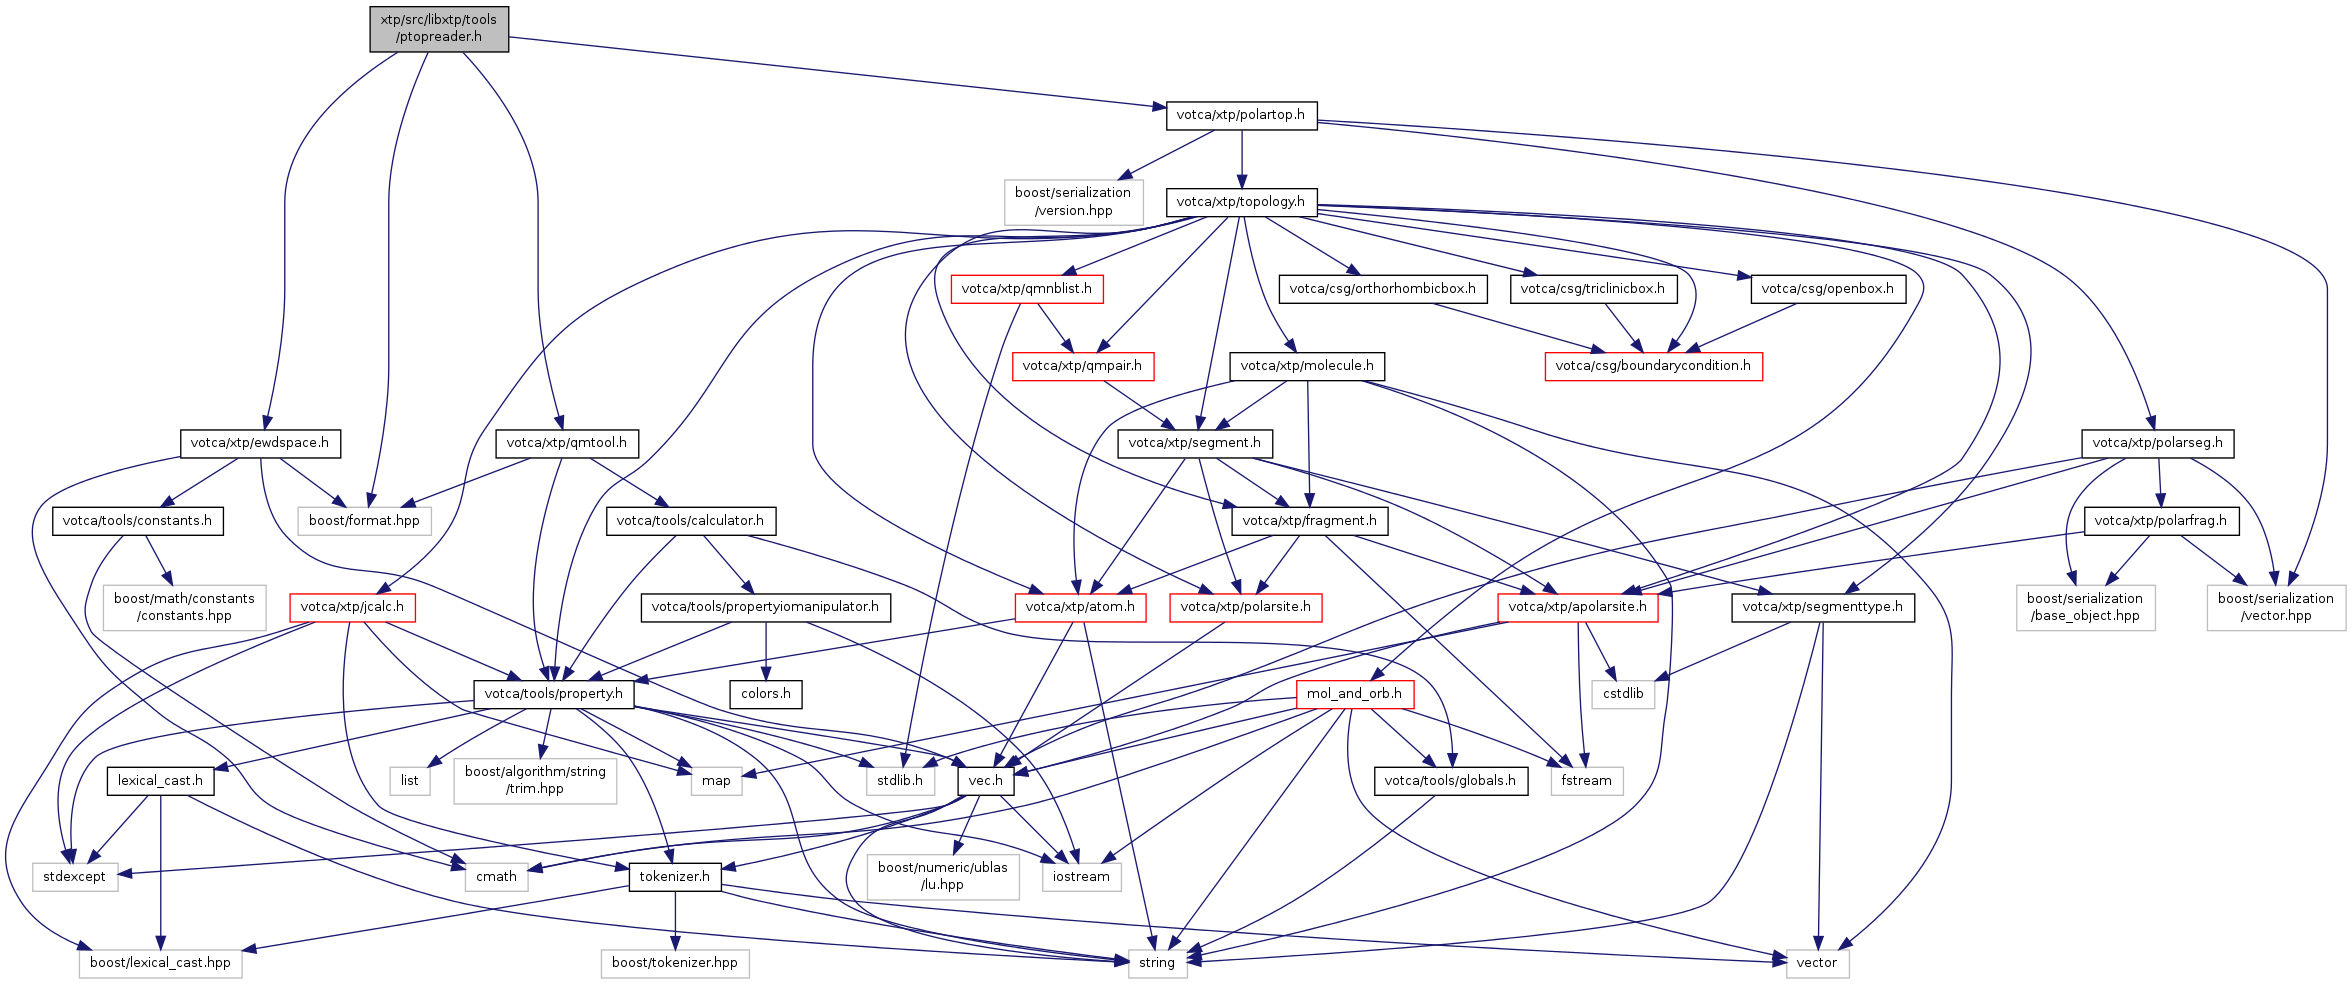 xtp/src/libxtp/tools
/ptopreader.h
votca/xtp/polartop.h
boost/serialization
/version.hpp
votca/xtp/topology.h
votca/xtp/qmnblist.h
votca/csg/orthorhombicbox.h
votca/csg/triclinicbox.h
votca/csg/openbox.h
votca/xtp/qmpair.h
votca/xtp/molecule.h
votca/csg/boundarycondition.h
votca/xtp/ewdspace.h
votca/xtp/qmtool.h
votca/xtp/segment.h
votca/xtp/polarseg.h
votca/tools/constants.h
boost/format.hpp
votca/tools/calculator.h
votca/xtp/fragment.h
votca/xtp/polarfrag.h
boost/math/constants
/constants.hpp
votca/xtp/jcalc.h
votca/tools/propertyiomanipulator.h
votca/xtp/atom.h
votca/xtp/polarsite.h
votca/xtp/apolarsite.h
votca/xtp/segmenttype.h
boost/serialization
/base_object.hpp
boost/serialization
/vector.hpp
votca/tools/property.h
colors.h
mol_and_orb.h
cstdlib
lexical_cast.h
list
boost/algorithm/string
/trim.hpp
map
stdlib.h
vec.h
votca/tools/globals.h
fstream
stdexcept
cmath
tokenizer.h
boost/numeric/ublas
/lu.hpp
iostream
boost/lexical_cast.hpp
boost/tokenizer.hpp
string
vector